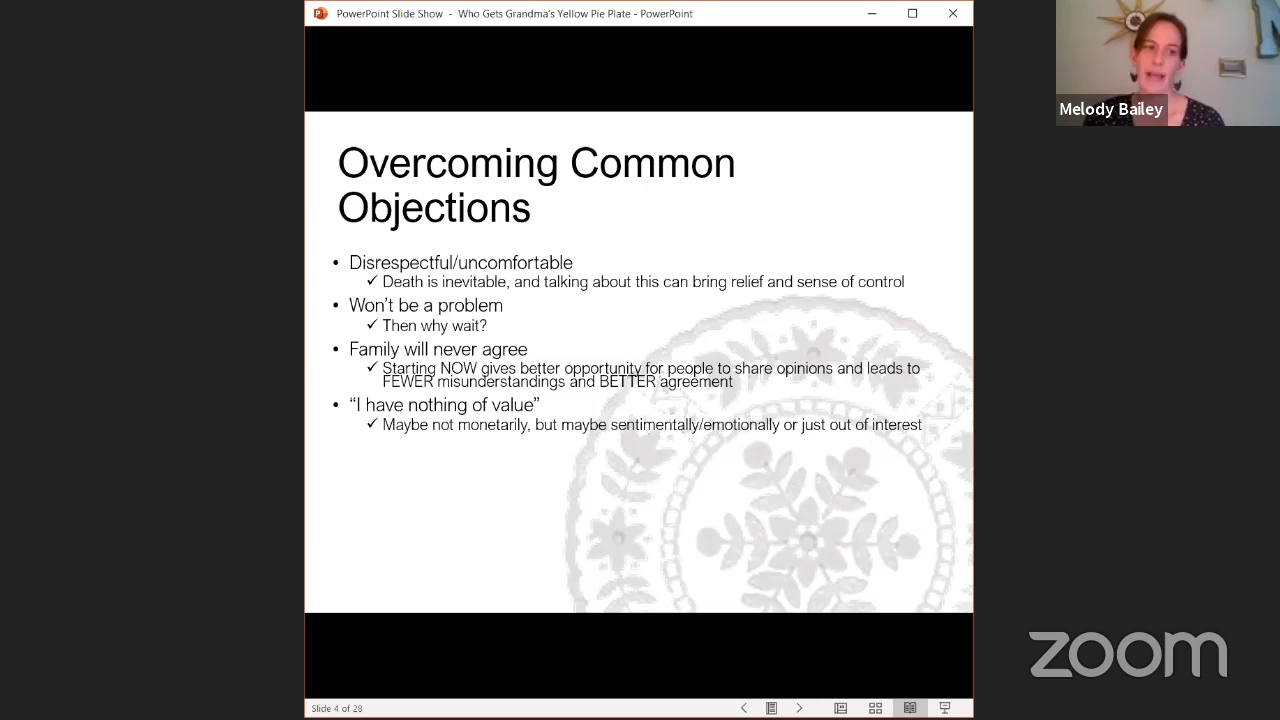 PowerPoint Slide Show - Who Gets Grandma's Yellow Pie Plate - PowerPoint
Melody Bailey
Overcoming Common
Objections
• Disrespectful/uncomfortable
✓ Death is inevitable, and talking about this can bring relief and sense of control
• Won't be a problem
✓ Then why wait?
• Family will never agree
✓ Starting NOW gives better opportunity for people to share opinions and leads to
FEWER misunderstandings and BETTER agreement
• “I have nothing of value”
✓ Maybe not monetarily, but maybe sentimentally/emotionally or just out of interest
zoom
Slide 4 of 28